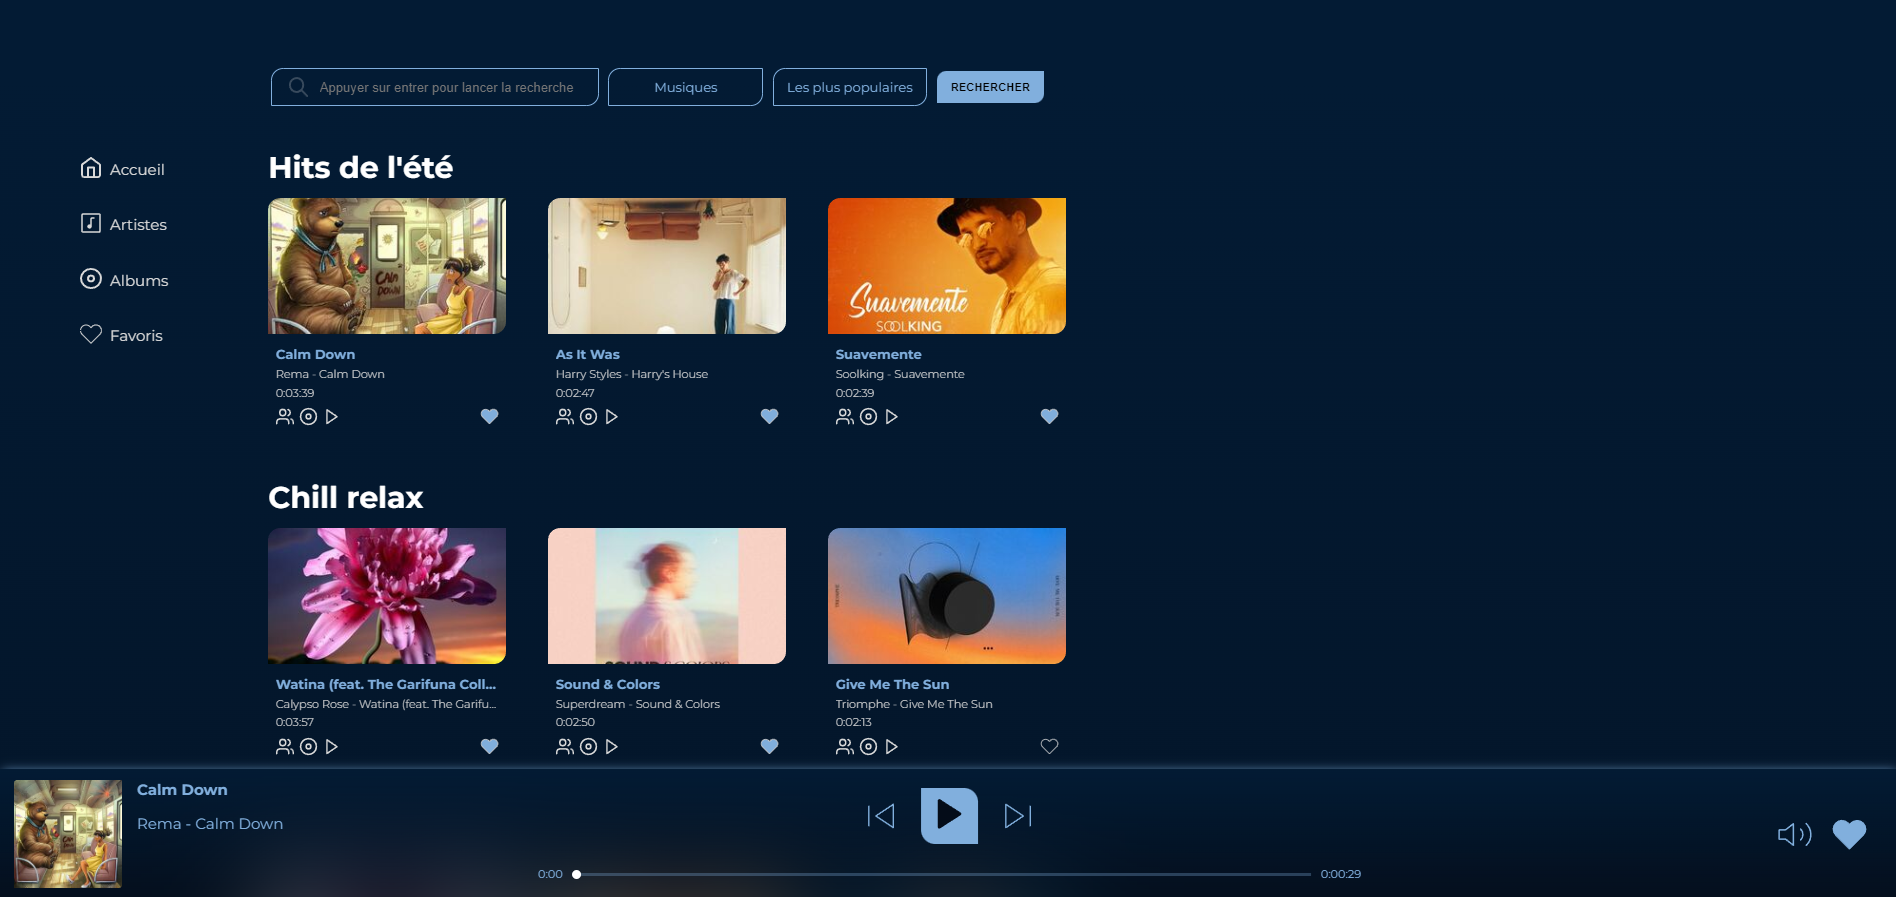 Appuyer sur entrer pour lancer la recherche
Musiques
Les plus populaires
RECHERCHER
Accueil
Artistes
Albums
Favoris
Hits de l'été
CALM
DOWN
Suavemente
SOOLKING
Calm Down
Rema - Calm Down
0:03:39
As It Was
Harry Styles - Harry's House
0:02:47
Suavemente
Soolking - Suavemente
0:02:39
Chill relax
SOUND & COLORS
Watina (feat. The Garifuna Coll...
Calypso Rose - Watina (feat. The Garifu...
0:03:57
Sound & Colors
Superdream - Sound & Colors
0:02:50
Give Me The Sun
Triomphe - Give Me The Sun
0:02:13
Calm Down
Rema - Calm Down
0:00
0:00:29